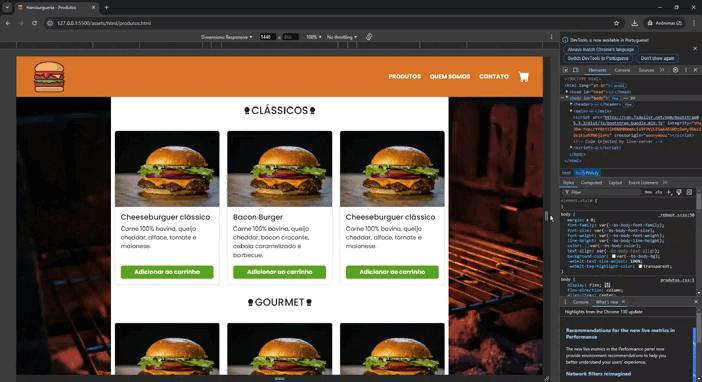 Hamburgueria - Produtos
127.0.0.1:5500/assets/html/produtos.html
Anônimas (2)
Dimensions: Responsive
1440
100%
No throttling
PRODUTOS
QUEM SOMOS
CONTATO
CLÁSSICOS
Cheeseburguer clássico
Carne 100% bovina, queijo
cheddar, alface, tomate e
maionese.
Adicionar ao carrinho
Bacon Burger
Carne 100% bovina, queijo
cheddar, bacon crocante,
cebola caramelizada e
barbecue.
Adicionar ao carrinho
Cheeseburguer clássico
Carne 100% bovina, queijo
cheddar, alface, tomate e
maionese.
Adicionar ao carrinho
GOURMET
DevTools is now available in Portuguese!
Always match Chrome's language
Switch DevTools to Portuguese
Don't show again
Elements
Console
Sources
<!DOCTYPE html>
</body>
</html>
html
Styles
Computed
Layout
Event Listeners
Filter
:hov .cls
element.style {
}
body {
margin: 0;
font-family: var(--bs-body-font-family);
font-size: var(--bs-body-font-size);
font-weight: var(--bs-body-font-weight);
line-height: var(--bs-body-line-height);
color: var(--bs-body-color);
text-align: var(--bs-body-text-align);
background-color: var(--bs-body-bg);
-webkit-text-size-adjust: 100%;
-webkit-tap-highlight-color: transparent;
}
body {
produtos.css:1
display: flex;
flex-direction: column;
align-items: center;
Console
What's new
Highlights from the Chrome 130 update
Recommendations for the new live metrics in
Performance
The new live metrics in the Performance panel now
provide environment recommendations to help you
better understand your users' experience.
Network filters reimagined